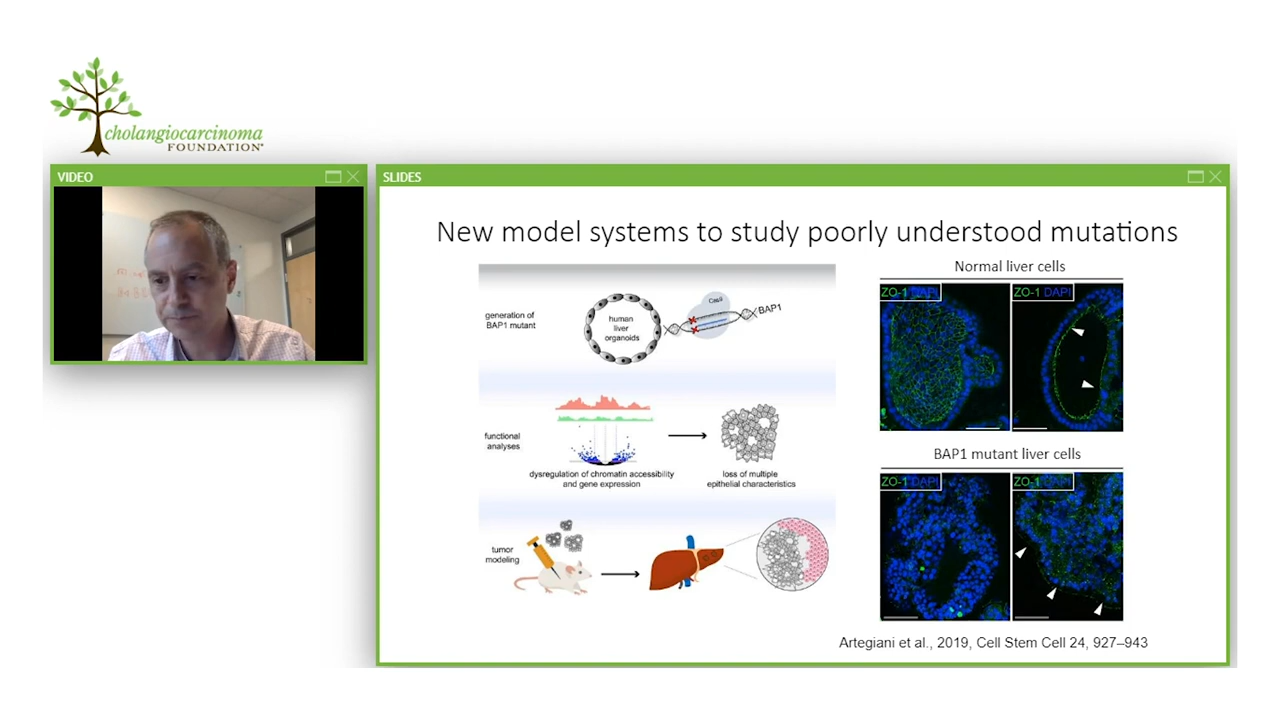 cholangiocarcinoma
FOUNDATION
VIDEO
SLIDES
New model systems to study poorly understood mutations
generation of
BAP1 mutant
human
liver
organoids
Cas9
BAP1
functional
analyses
dysregulation of chromatin accessibility
and gene expression
loss of multiple
epithelial characteristics
tumor
modeling
Normal liver cells
ZO-1 DAPI
ZO-1 DAPI
BAP1 mutant liver cells
ZO-1 DAPI
ZO-1 DAPI
Artegiani et al., 2019, Cell Stem Cell 24, 927–943